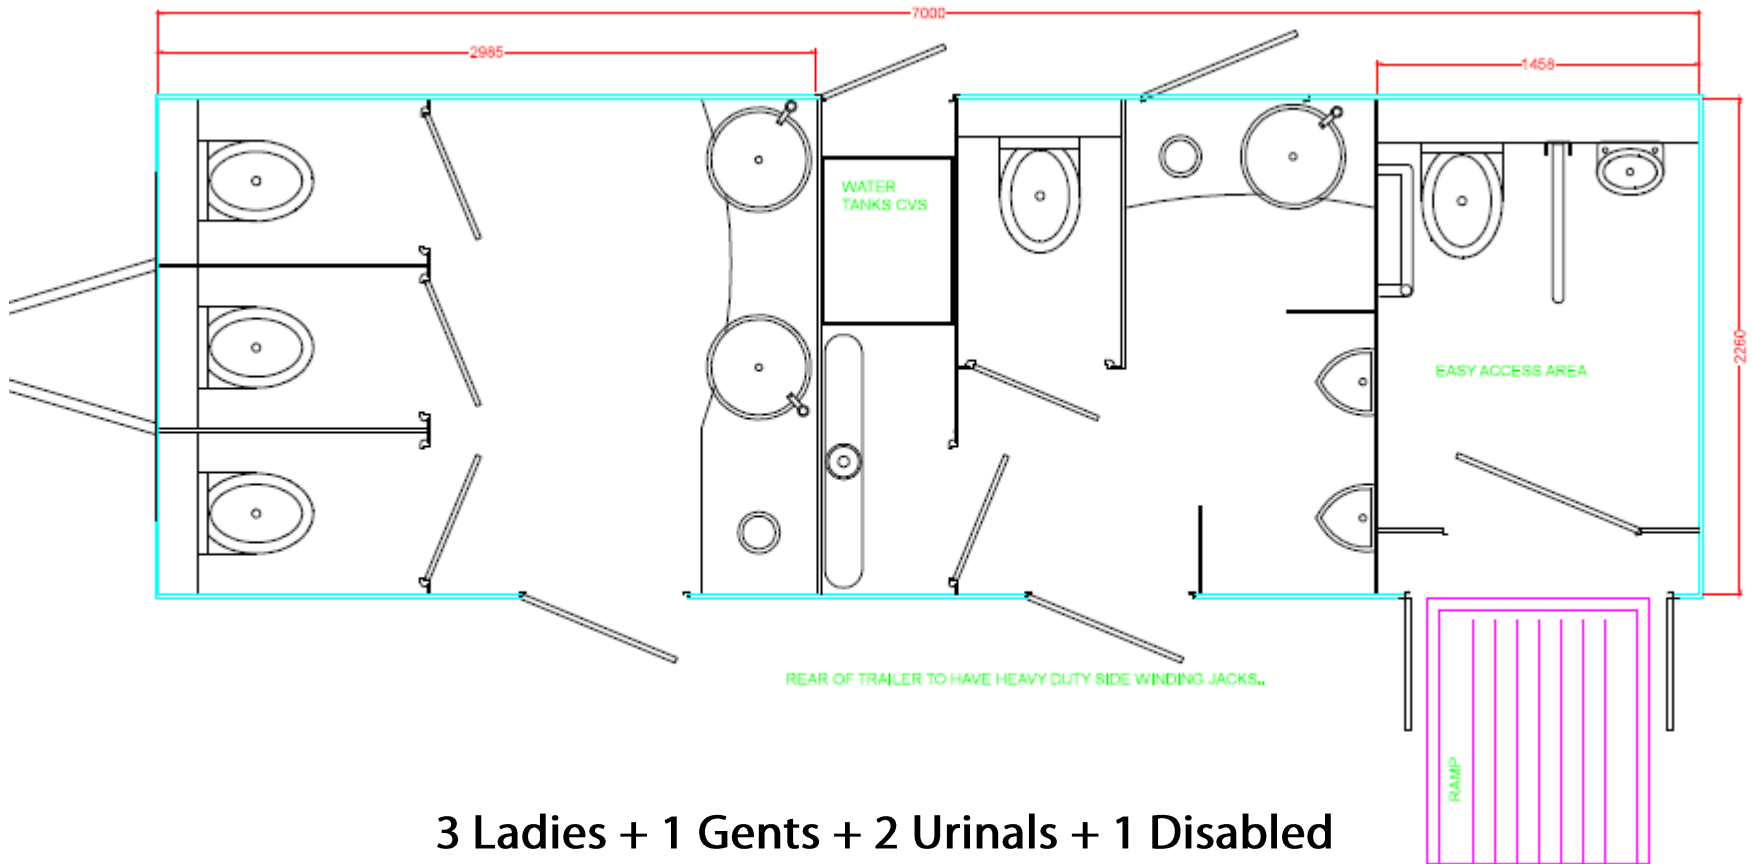 7000
2985
1458
WATER
TANKS CVS
2260
EASY ACCESS AREA
REAR OF TRAILER TO HAVE HEAVY DUTY SIDE WINDING JACKS..
RAMP
3 Ladies + 1 Gents + 2 Urinals + 1 Disabled